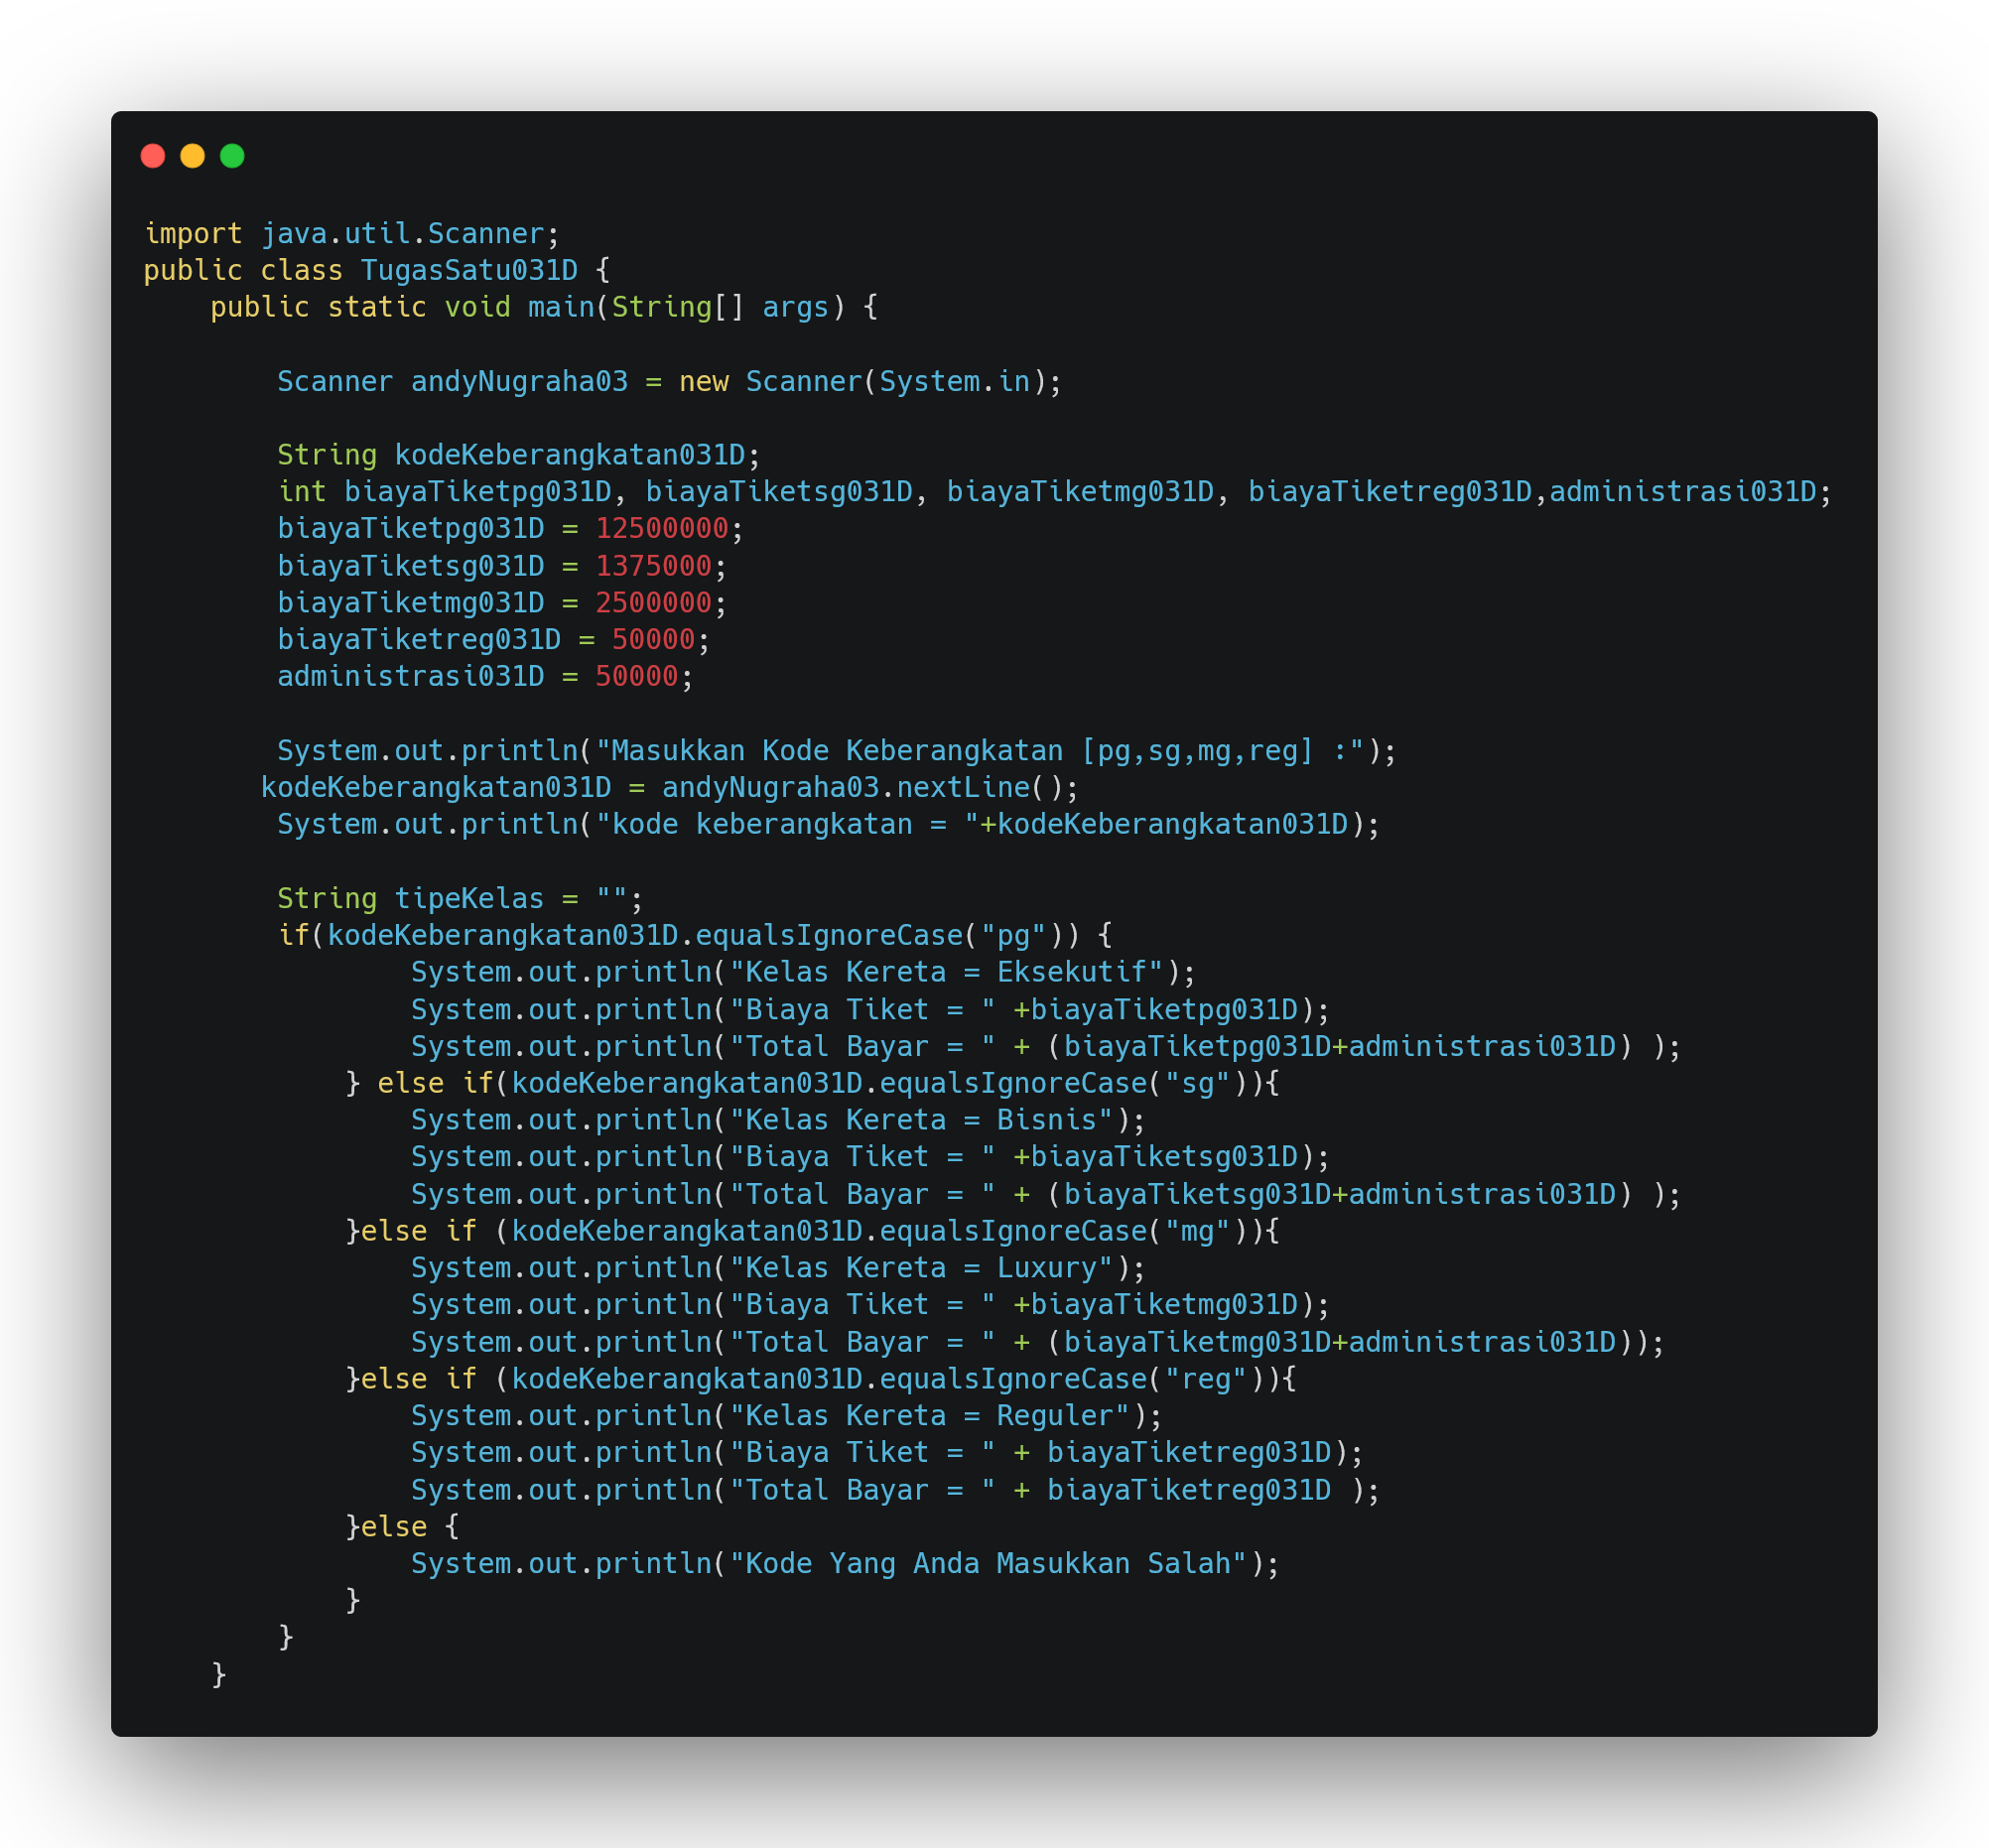 import java.util.Scanner;
public class TugasSatu031D {
    public static void main(String[] args) {

        Scanner andyNugraha03 = new Scanner(System.in);

        String kodeKeberangkatan031D;
        int biayaTiketpg031D, biayaTiketsg031D, biayaTiketmg031D, biayaTiketreg031D,administrasi031D;
        biayaTiketpg031D = 12500000;
        biayaTiketsg031D = 1375000;
        biayaTiketmg031D = 2500000;
        biayaTiketreg031D = 50000;
        administrasi031D = 50000;

        System.out.println("Masukkan Kode Keberangkatan [pg,sg,mg,reg] :");
       kodeKeberangkatan031D = andyNugraha03.nextLine();
        System.out.println("kode keberangkatan = "+kodeKeberangkatan031D);

        String tipeKelas = "";
        if(kodeKeberangkatan031D.equalsIgnoreCase("pg")) {
                System.out.println("Kelas Kereta = Eksekutif");
                System.out.println("Biaya Tiket = " +biayaTiketpg031D);
                System.out.println("Total Bayar = " + (biayaTiketpg031D+administrasi031D) );
            } else if(kodeKeberangkatan031D.equalsIgnoreCase("sg")){
                System.out.println("Kelas Kereta = Bisnis");
                System.out.println("Biaya Tiket = " +biayaTiketsg031D);
                System.out.println("Total Bayar = " + (biayaTiketsg031D+administrasi031D) );
            }else if (kodeKeberangkatan031D.equalsIgnoreCase("mg")){
                System.out.println("Kelas Kereta = Luxury");
                System.out.println("Biaya Tiket = " +biayaTiketmg031D);
                System.out.println("Total Bayar = " + (biayaTiketmg031D+administrasi031D));
            }else if (kodeKeberangkatan031D.equalsIgnoreCase("reg")){
                System.out.println("Kelas Kereta = Reguler");
                System.out.println("Biaya Tiket = " + biayaTiketreg031D);
                System.out.println("Total Bayar = " + biayaTiketreg031D );
            }else {
                System.out.println("Kode Yang Anda Masukkan Salah");
            }
        }
    }